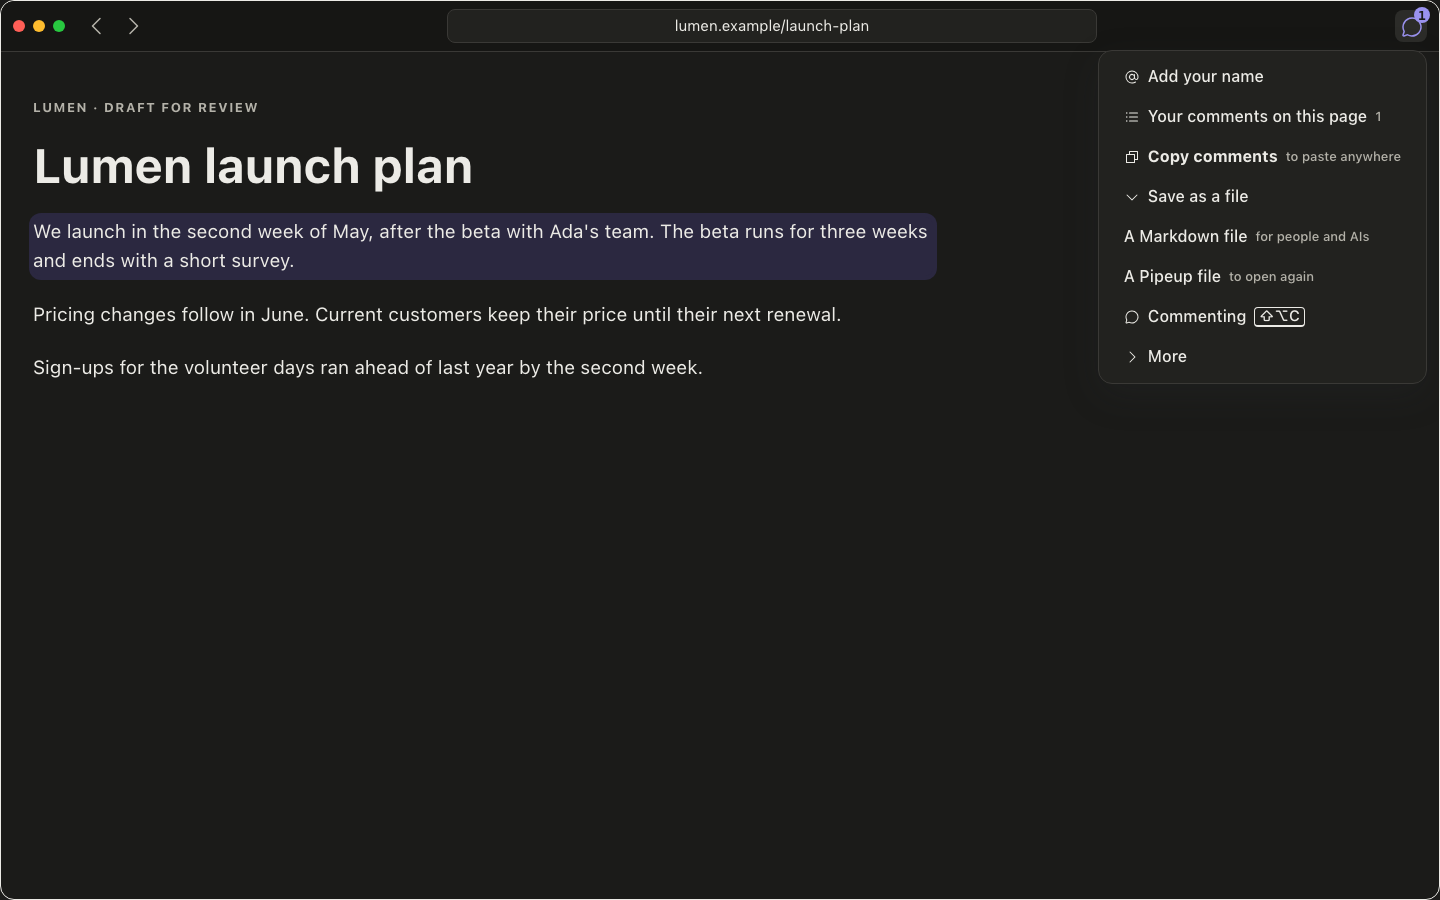 lumen.example/launch-plan
1
LUMEN · DRAFT FOR REVIEW
Lumen launch plan
We launch in the second week of May, after the beta with Ada's team. The beta runs for three weeks
and ends with a short survey.
Pricing changes follow in June. Current customers keep their price until their next renewal.
Sign-ups for the volunteer days ran ahead of last year by the second week.
Add your name
Your comments on this page 1
Copy comments to paste anywhere
Save as a file
A Markdown file for people and AIs
A Pipeup file to open again
Commenting ⇧⌥C
More